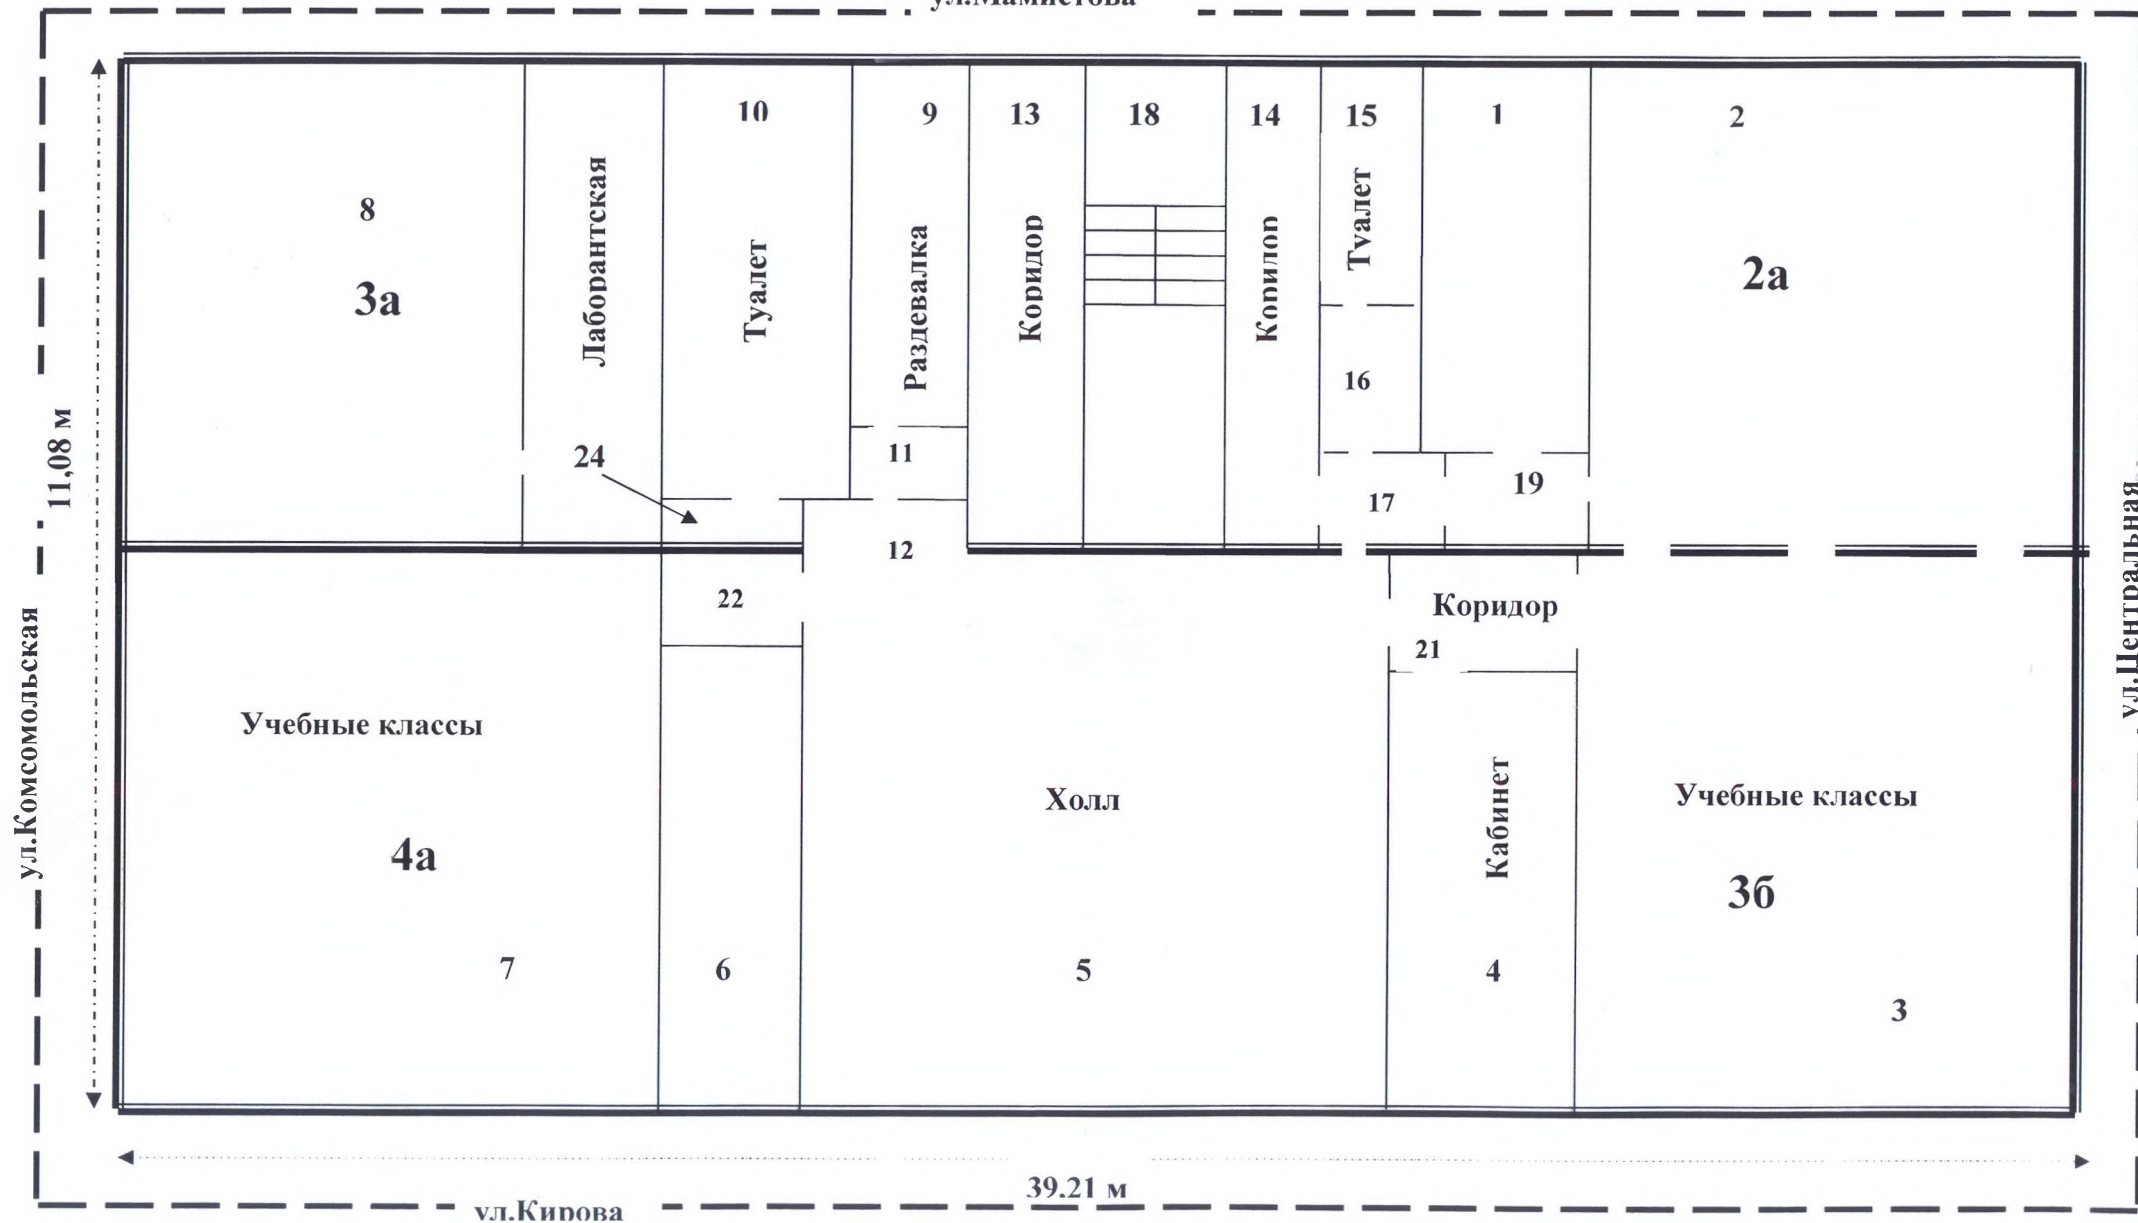 ул.Мамистова
10
9
13
18
14
15
1
2
8
3а
Лаборантская
Туалет
Раздевалка
Коридор
Коридор
Туалет
2а
16
24
11
17
19
12
11,08 м
ул.Комсомольская
ул.Центральная
22
Коридор
21
Учебные классы
4а
7
6
Холл
5
Кабинет
4
Учебные классы
3б
3
39.21 м
ул.Кирова